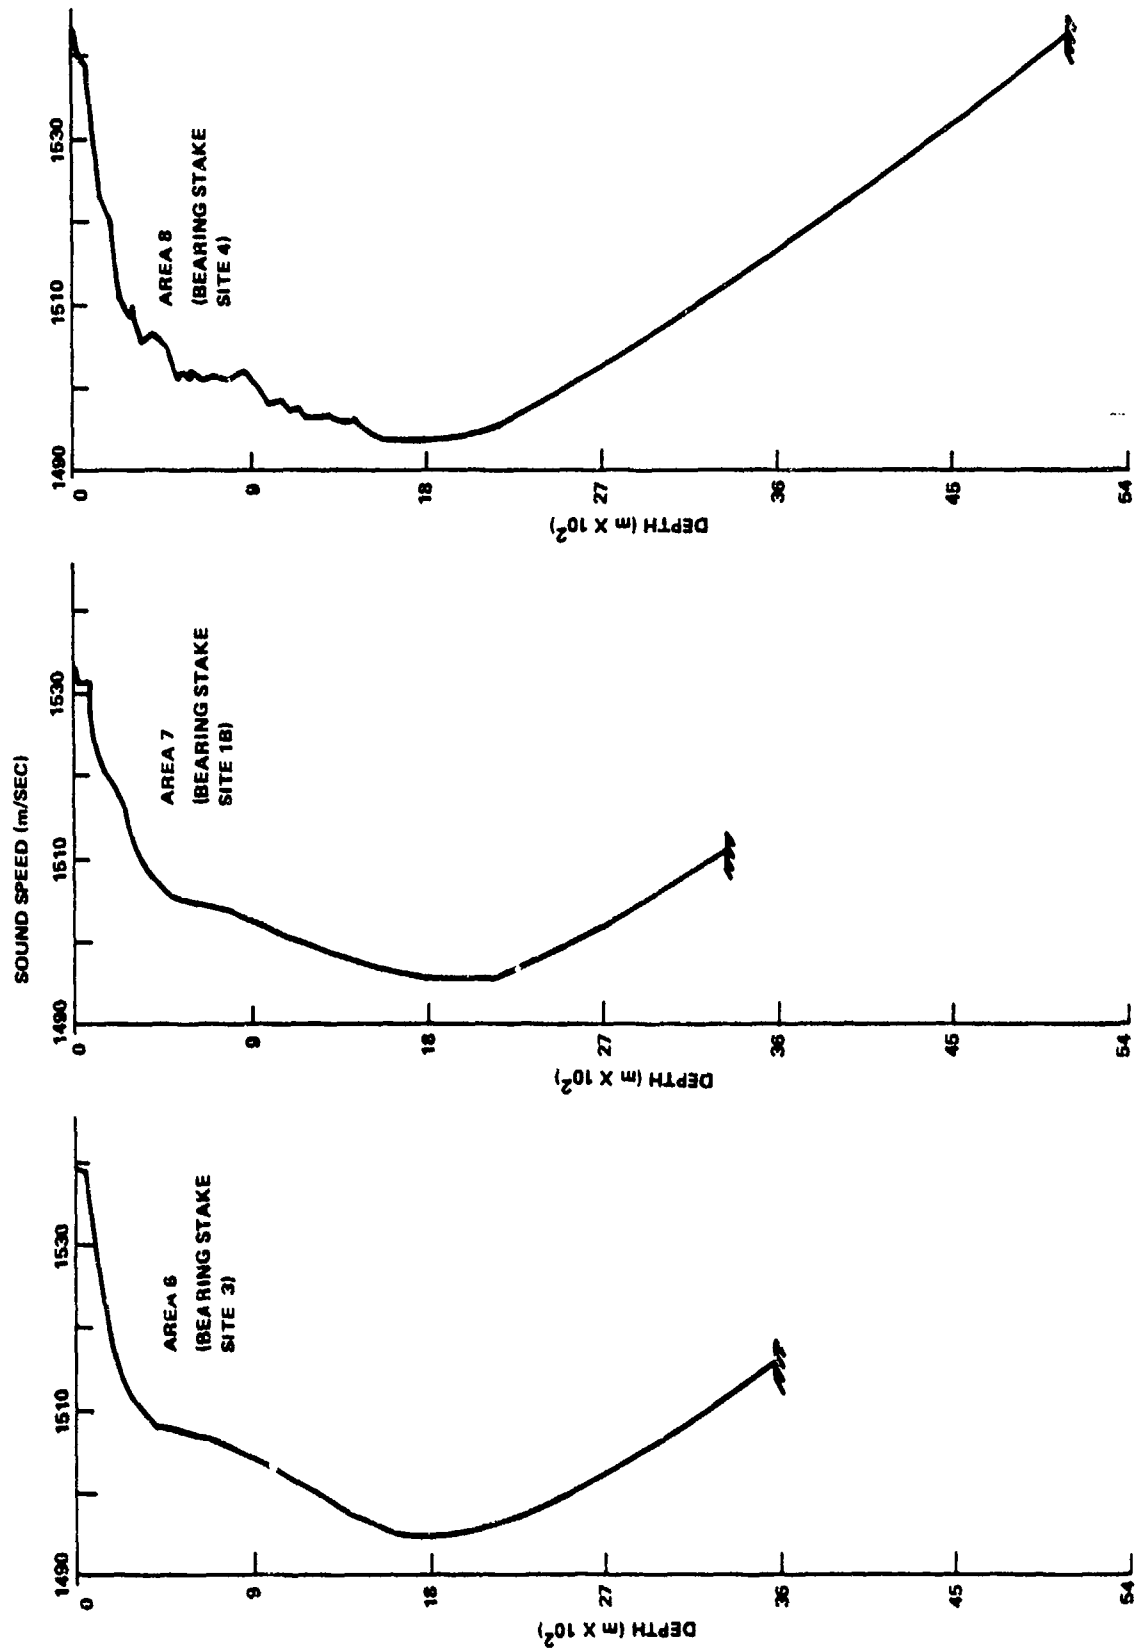 SOUND SPEED (m/SEC)
1490
1510
1530
0
9
18
27
36
45
54
DEPTH (m X 10²)
AREA 6
(BEARING STAKE
SITE 3)
1490
1510
1530
0
9
18
27
36
45
54
DEPTH (m X 10²)
AREA 7
(BEARING STAKE
SITE 1B)
1490
1510
1530
0
9
18
27
36
45
54
DEPTH (m X 10²)
AREA 8
(BEARING STAKE
SITE 4)